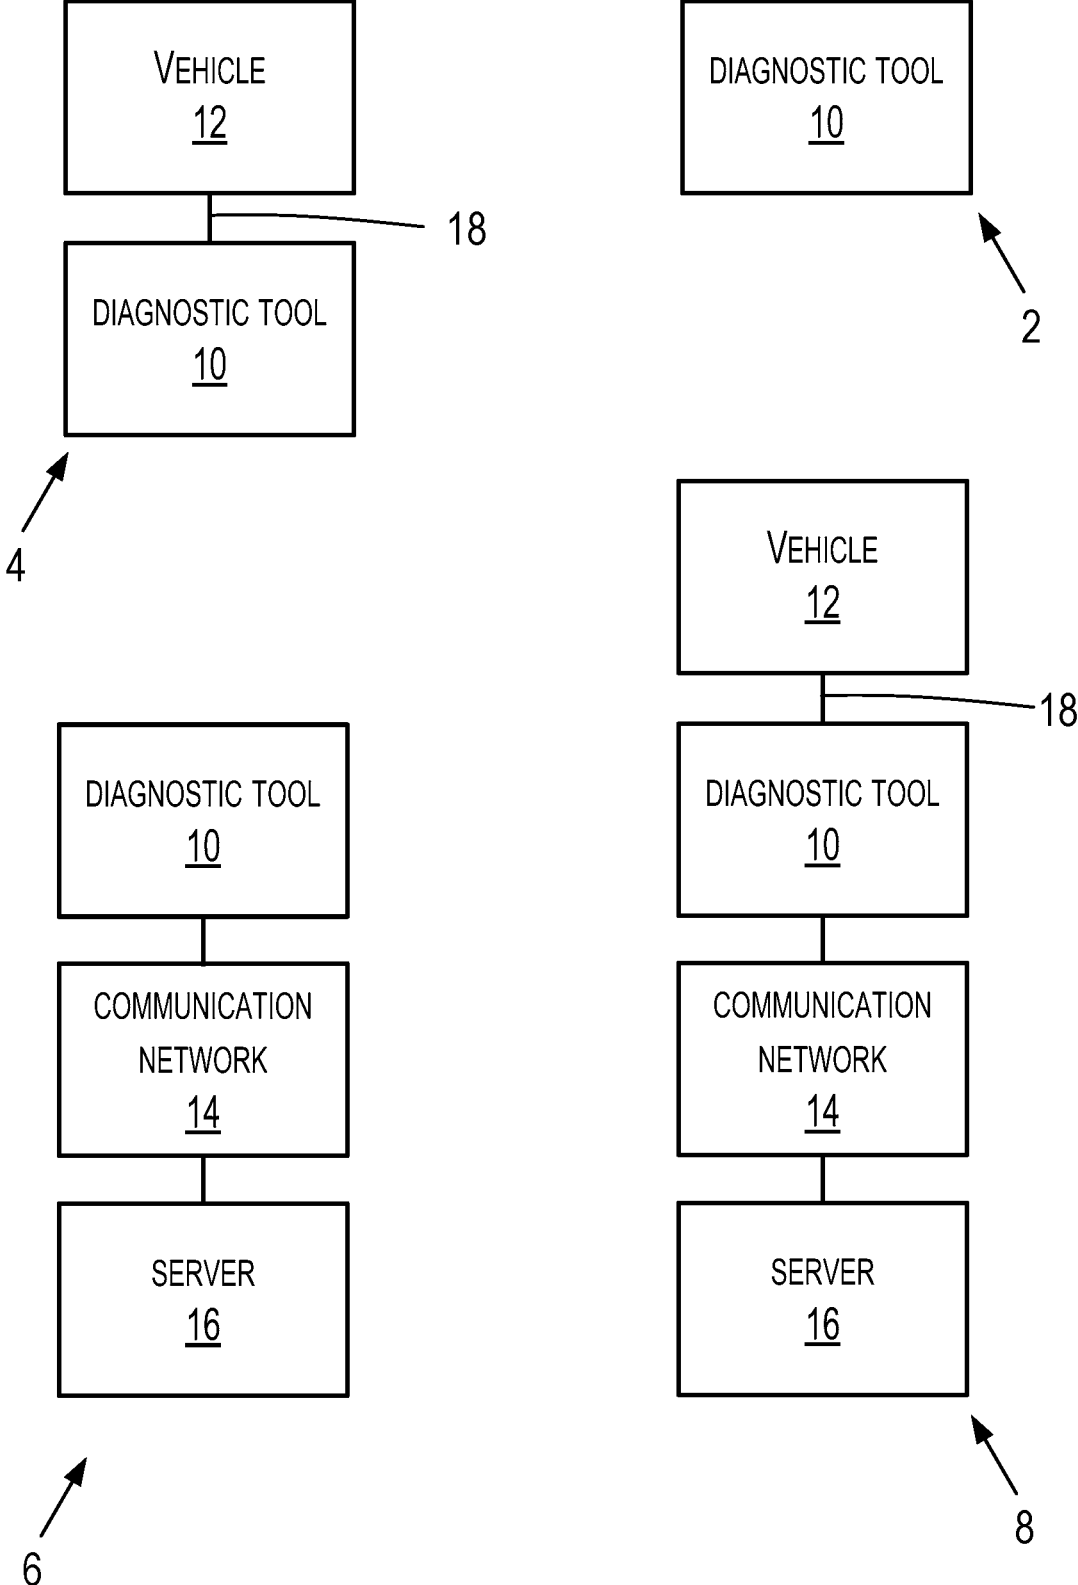 VEHICLE
12
18
DIAGNOSTIC TOOL
10
4
DIAGNOSTIC TOOL
10
2
DIAGNOSTIC TOOL
10
COMMUNICATION
NETWORK
14
SERVER
16
6
VEHICLE
12
18
DIAGNOSTIC TOOL
10
COMMUNICATION
NETWORK
14
SERVER
16
8